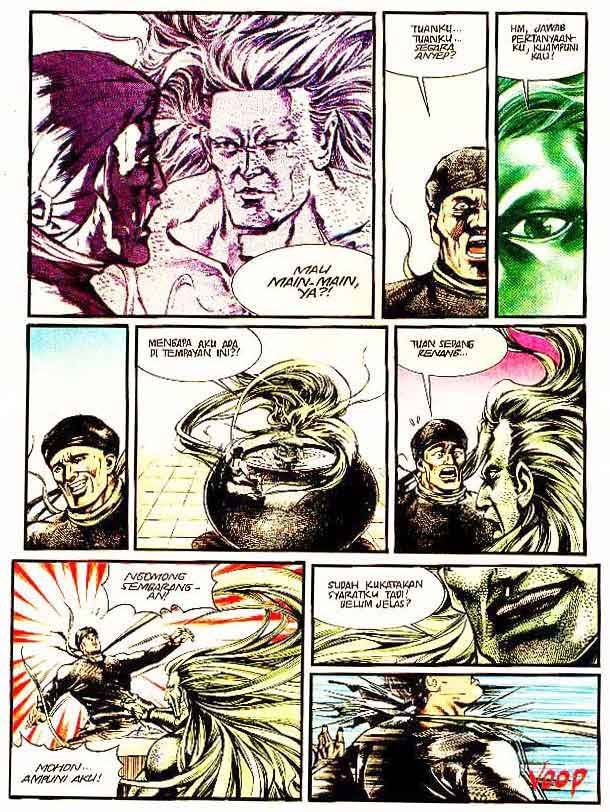 MAU
MAIN-MAIN,
YA?!
TUANKU...
TUANKU...
SEGARA
ANYEP?
HM, JAWAB
PERTANYAAN-
KU, KUAMPUNI
KAU!
MENGAPA AKU ADA
DI TEMPAYAN INI?!
TUAN SEDANG
RENANG...
NGOMONG
SEMBARANG-
AN!
MOHON...
AMPUNI AKU!
SUDAH KUKATAKAN
SYARATKU TADI!
BELUM JELAS?
YOOP